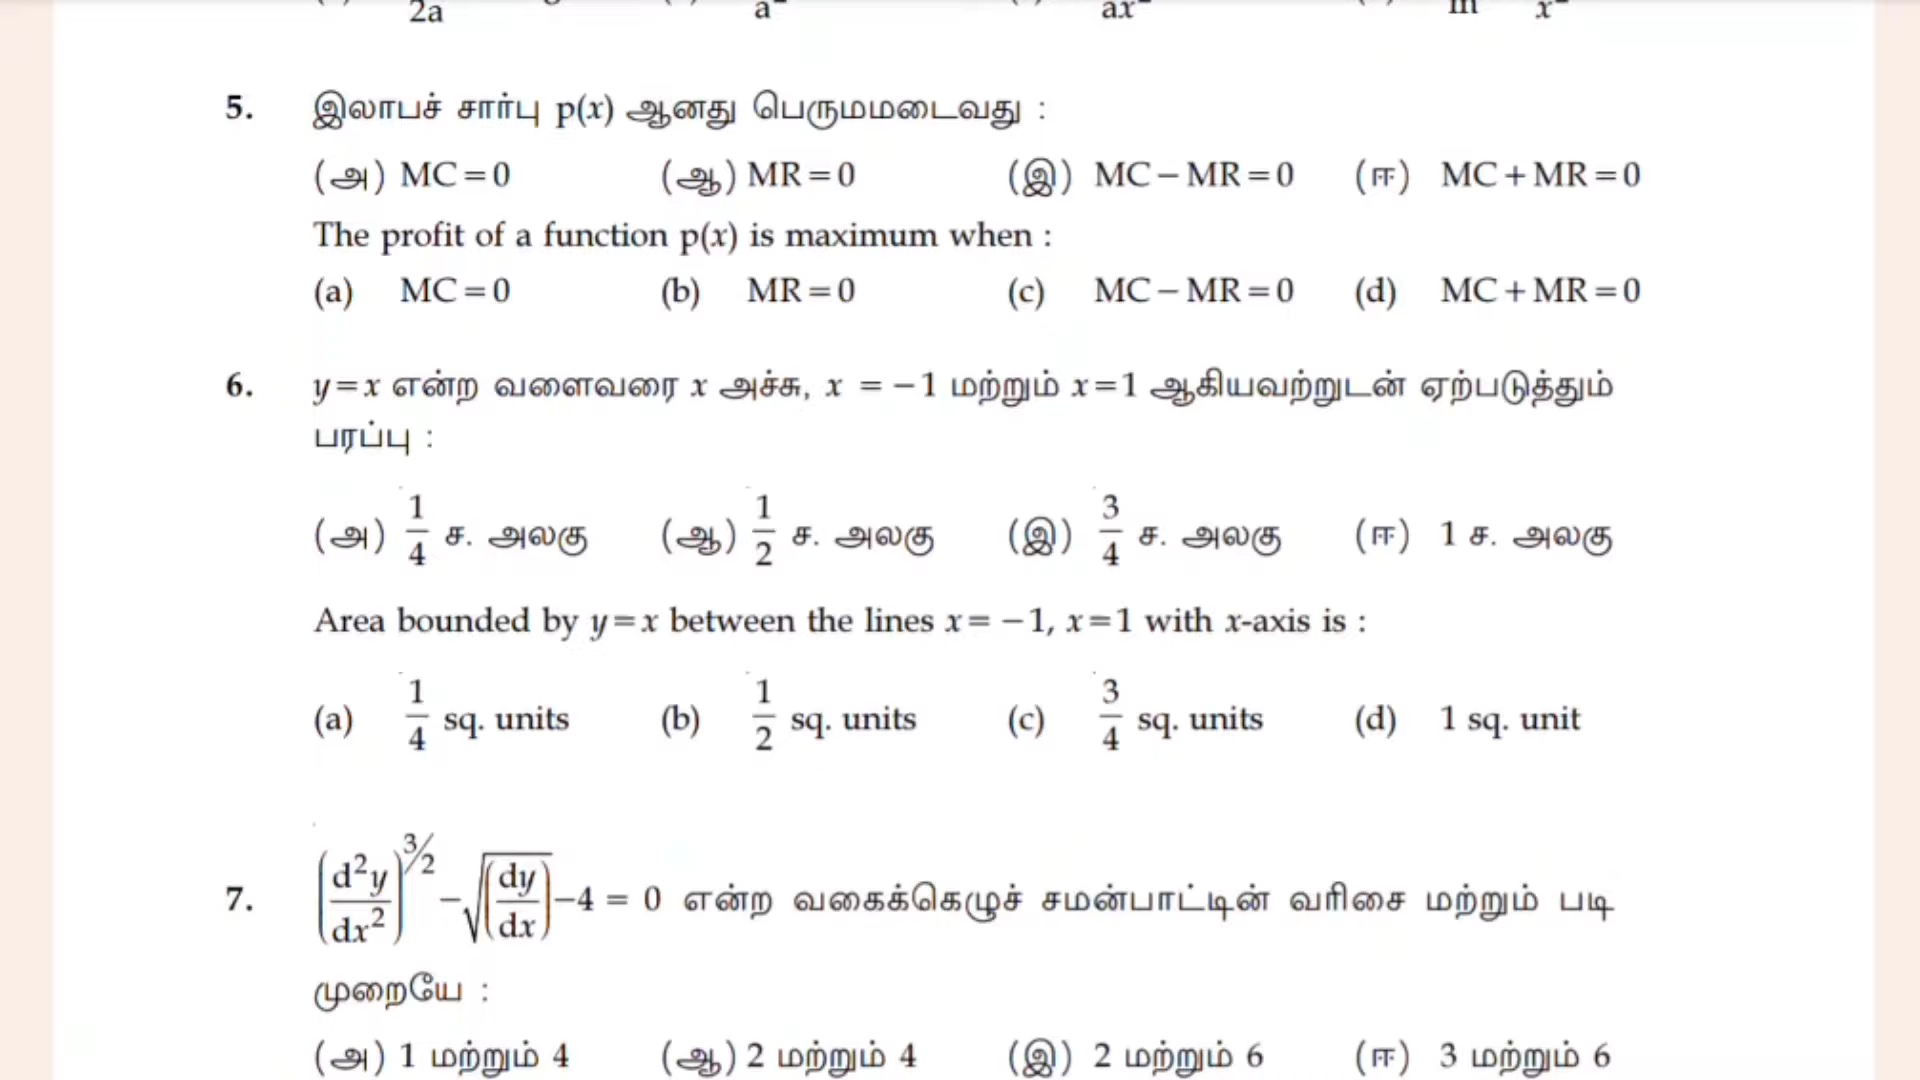 2a a ax m x
5. இலாபச் சார்பு p(x) ஆனது பெருமமடைவது :
(அ) MC = 0 (ஆ) MR = 0 (இ) MC − MR = 0 (ஈ) MC + MR = 0
The profit of a function p(x) is maximum when :
(a) MC = 0 (b) MR = 0 (c) MC − MR = 0 (d) MC + MR = 0
6. y = x என்ற வளைவரை x அச்சு, x = − 1 மற்றும் x = 1 ஆகியவற்றுடன் ஏற்படுத்தும்
பரப்பு :
(அ) 1/4 ச. அலகு (ஆ) 1/2 ச. அலகு (இ) 3/4 ச. அலகு (ஈ) 1 ச. அலகு
Area bounded by y = x between the lines x = − 1, x = 1 with x-axis is :
(a) 1/4 sq. units (b) 1/2 sq. units (c) 3/4 sq. units (d) 1 sq. unit
7. (d²y/dx²)^(3/2) − √(dy/dx) − 4 = 0 என்ற வகைக்கெழுச் சமன்பாட்டின் வரிசை மற்றும் படி
முறையே :
(அ) 1 மற்றும் 4 (ஆ) 2 மற்றும் 4 (இ) 2 மற்றும் 6 (ஈ) 3 மற்றும் 6